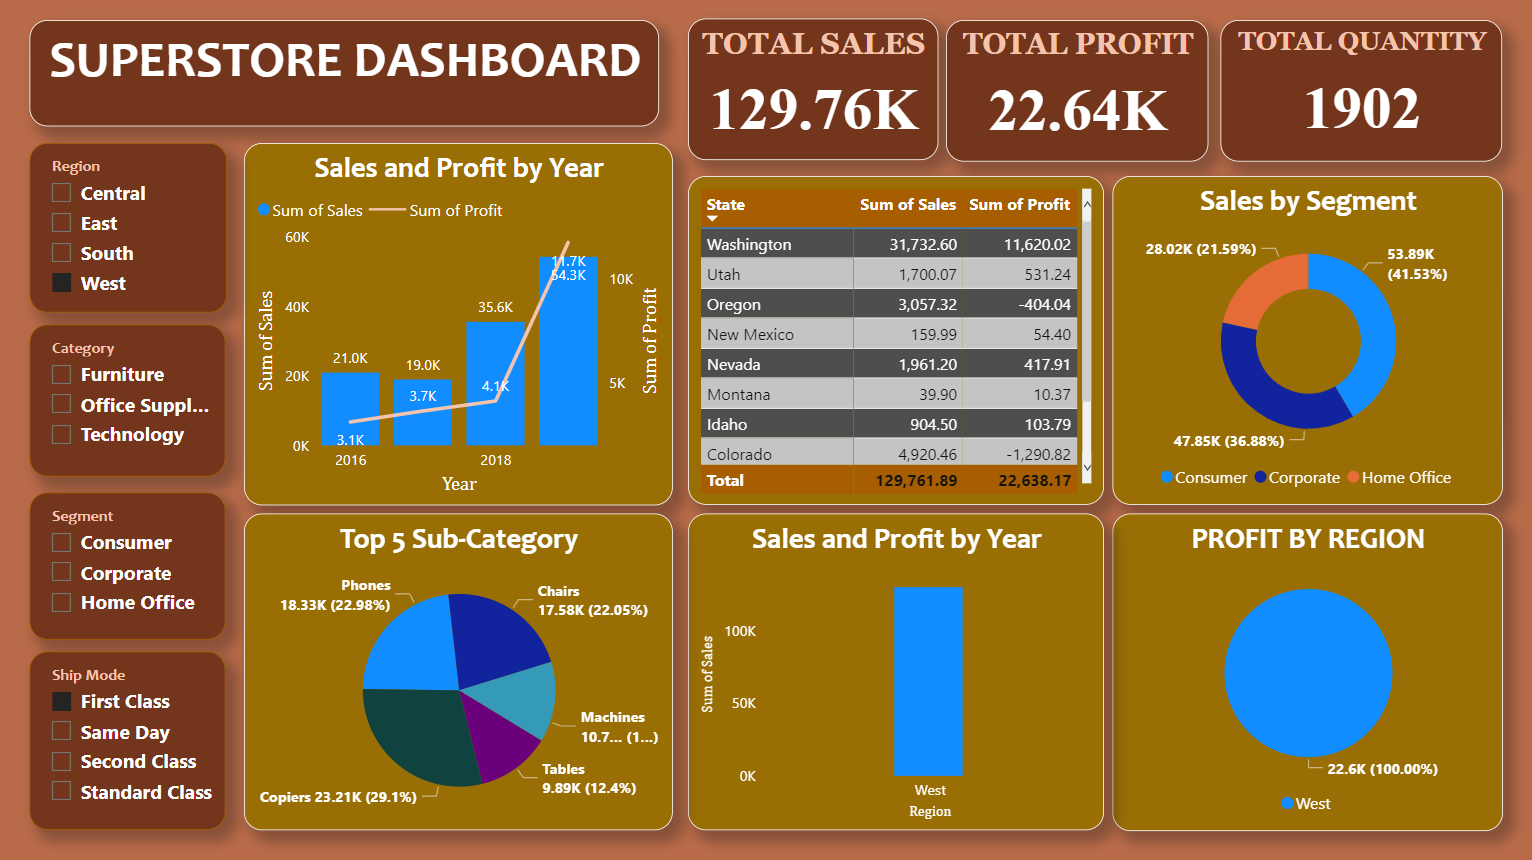 SUPERSTORE DASHBOARD
TOTAL SALES
129.76K
TOTAL PROFIT
22.64K
TOTAL QUANTITY
1902
Region
Central
East
South
West
Category
Furniture
Office Suppl...
Technology
Segment
Consumer
Corporate
Home Office
Ship Mode
First Class
Same Day
Second Class
Standard Class
Sales and Profit by Year
Sum of Sales Sum of Profit
Sum of Sales
60K
40K
20K
0K
21.0K
19.0K
35.6K
54.3K
3.1K
3.7K
4.1K
11.7K
10K
5K
Sum of Profit
2016 2018
Year
State Sum of Sales Sum of Profit
Washington 31,732.60 11,620.02
Utah 1,700.07 531.24
Oregon 3,057.32 -404.04
New Mexico 159.99 54.40
Nevada 1,961.20 417.91
Montana 39.90 10.37
Idaho 904.50 103.79
Colorado 4,920.46 -1,290.82
Total 129,761.89 22,638.17
Sales by Segment
28.02K (21.59%)
53.89K
(41.53%)
47.85K (36.88%)
Consumer Corporate Home Office
Top 5 Sub-Category
Phones
18.33K (22.98%)
Chairs
17.58K (22.05%)
Machines
10.7... (1...)
Tables
9.89K (12.4%)
Copiers 23.21K (29.1%)
Sales and Profit by Year
Sum of Sales
100K
50K
0K
West
Region
PROFIT BY REGION
22.6K (100.00%)
West